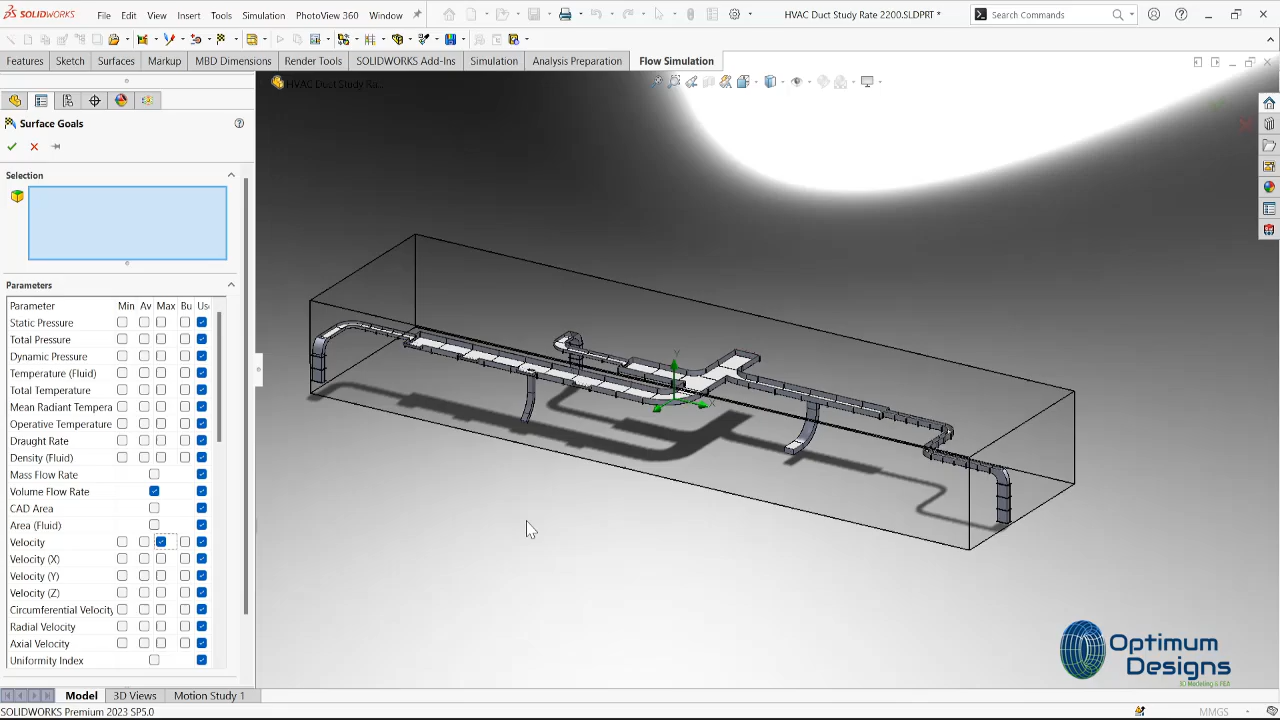 SOLIDWORKS
File Edit View Insert Tools Simulation PhotoView 360 Window
HVAC Duct Study Rate 2200.SLDPRT *
Search Commands
Features Sketch Surfaces Markup MBD Dimensions Render Tools SOLIDWORKS Add-Ins Simulation Analysis Preparation Flow Simulation
HVAC Duct Study Ra...
Surface Goals
Selection
Parameters
Parameter Min Av Max Bu Use
Static Pressure
Total Pressure
Dynamic Pressure
Temperature (Fluid)
Total Temperature
Mean Radiant Tempera
Operative Temperature
Draught Rate
Density (Fluid)
Mass Flow Rate
Volume Flow Rate
CAD Area
Area (Fluid)
Velocity
Velocity (X)
Velocity (Y)
Velocity (Z)
Circumferential Velocity
Radial Velocity
Axial Velocity
Uniformity Index
Y
Optimum
Designs
3D Modeling & FEA
Model 3D Views Motion Study 1
SOLIDWORKS Premium 2023 SP5.0
MMGS